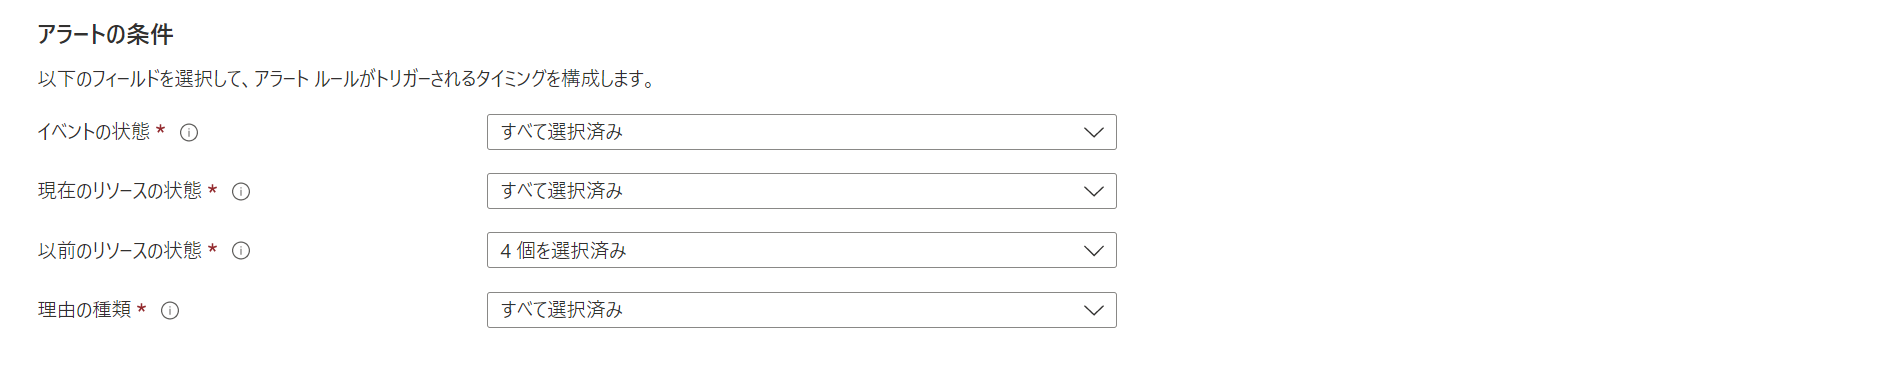 アラートの条件
以下のフィールドを選択して、アラート ルールがトリガーされるタイミングを構成します。
イベントの状態 * すべて選択済み
現在のリソースの状態 * すべて選択済み
以前のリソースの状態 * 4 個を選択済み
理由の種類 * すべて選択済み